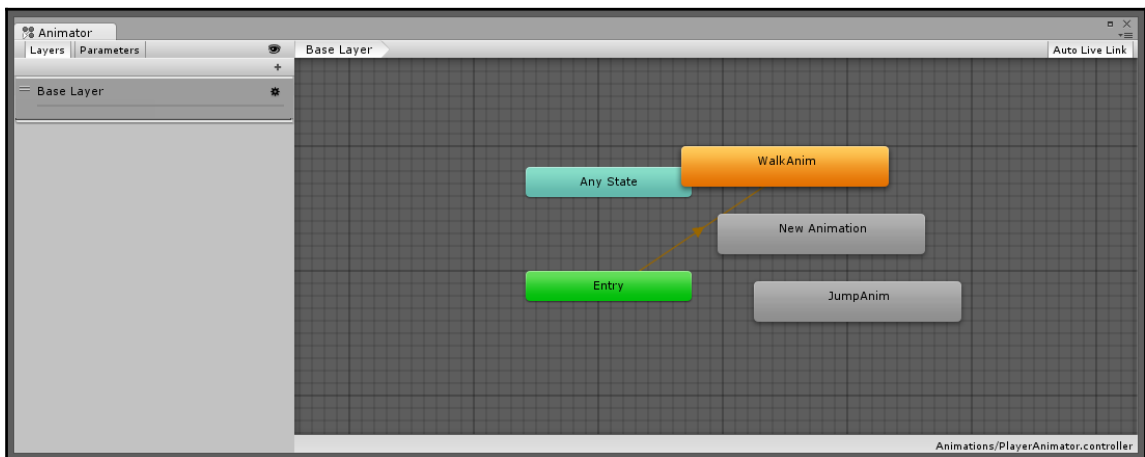 Animator
Layers Parameters
Base Layer
Auto Live Link
+
Base Layer
WalkAnim
Any State
New Animation
Entry
JumpAnim
Animations/PlayerAnimator.controller